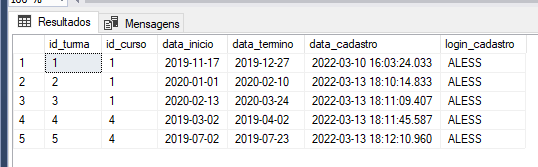 100 %
Resultados Mensagens
id_turma id_curso data_inicio data_termino data_cadastro login_cadastro
1 1 1 2019-11-17 2019-12-27 2022-03-10 16:03:24.033 ALESS
2 2 1 2020-01-01 2020-02-10 2022-03-13 18:10:14.833 ALESS
3 3 1 2020-02-13 2020-03-24 2022-03-13 18:11:09.407 ALESS
4 4 4 2019-03-02 2019-04-02 2022-03-13 18:11:45.587 ALESS
5 5 4 2019-07-02 2019-07-23 2022-03-13 18:12:10.960 ALESS